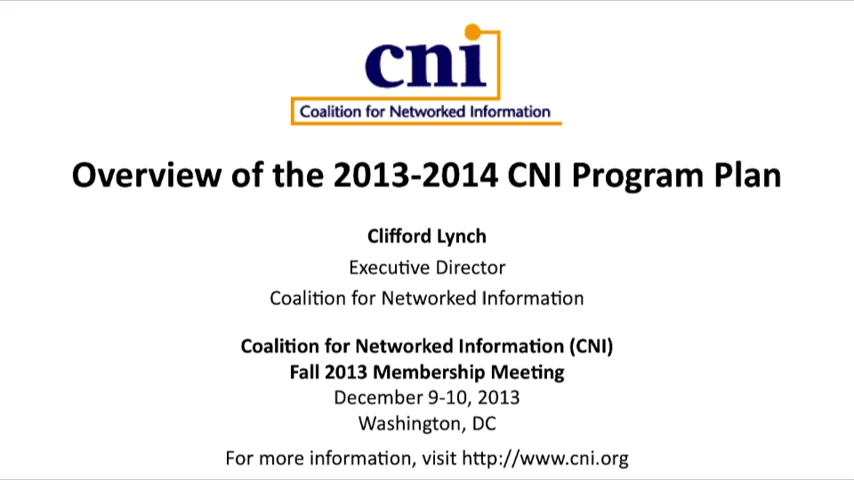 cni
Coalition for Networked Information
Overview of the 2013-2014 CNI Program Plan
Clifford Lynch
Executive Director
Coalition for Networked Information
Coalition for Networked Information (CNI)
Fall 2013 Membership Meeting
December 9-10, 2013
Washington, DC
For more information, visit http://www.cni.org